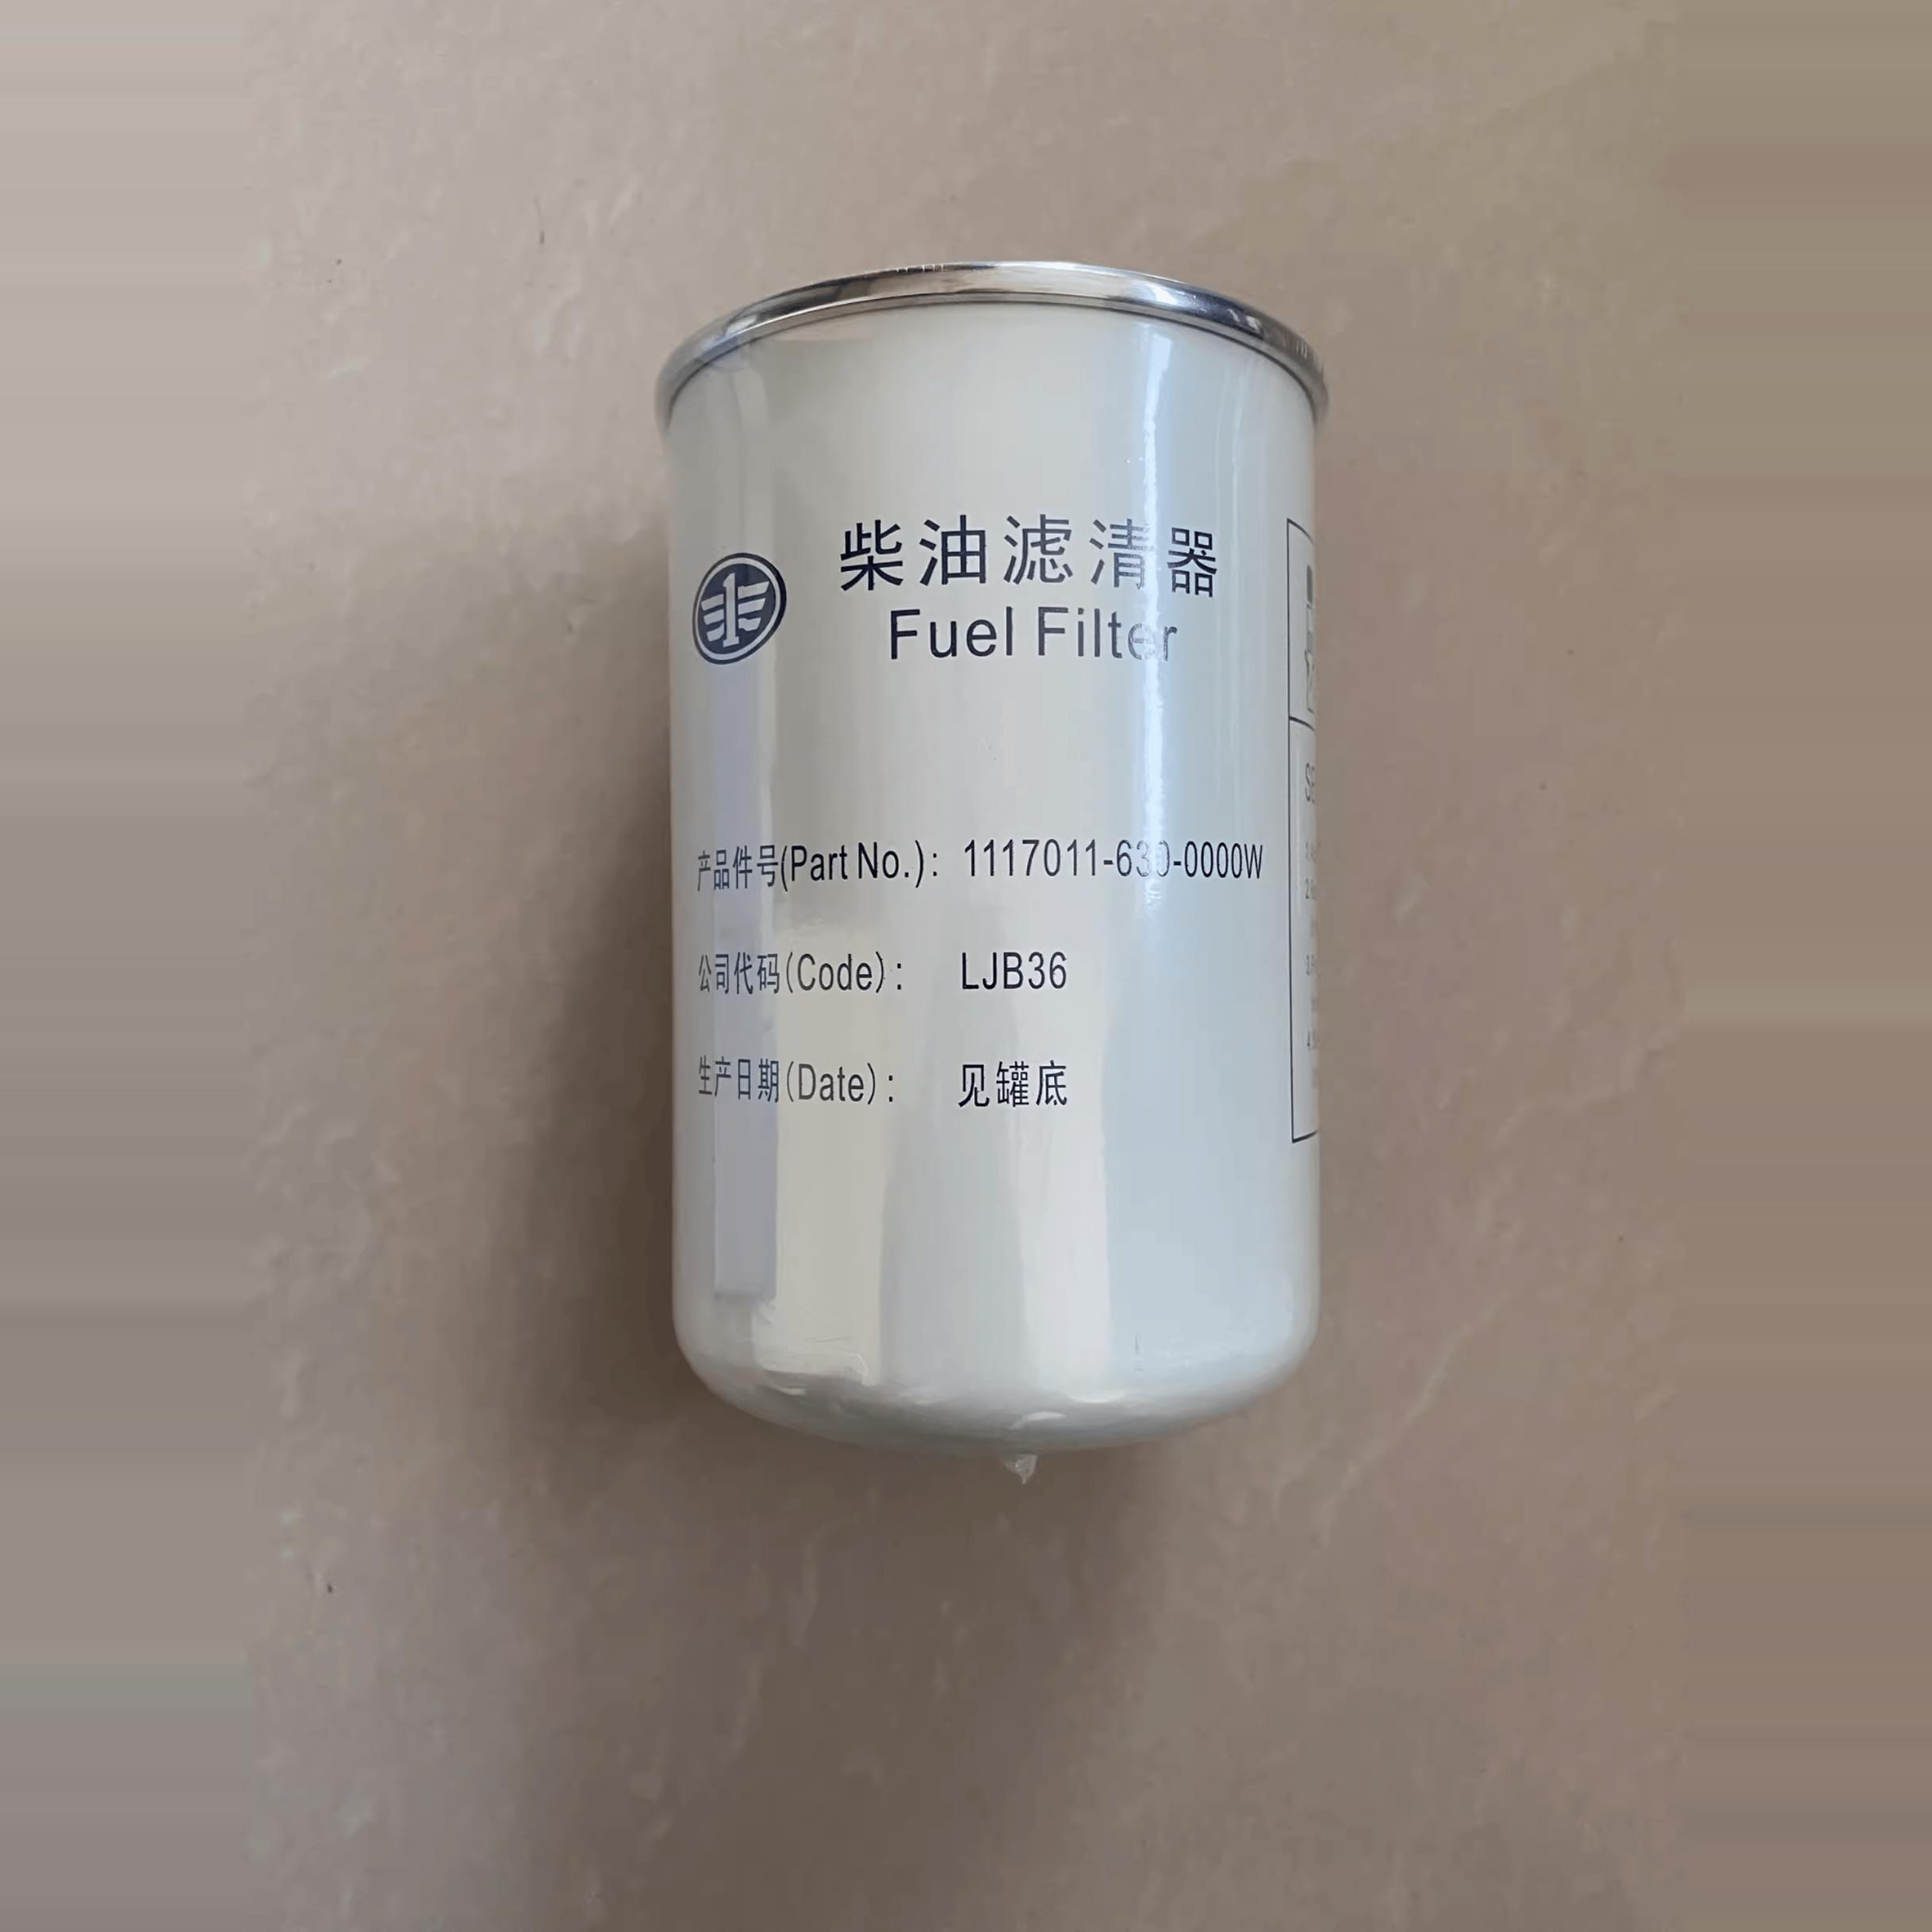 柴油滤清器
Fuel Filter
产品件号(Part No.): 1117011-630-0000W
公司代码(Code): LJB36
生产日期(Date): 见罐底